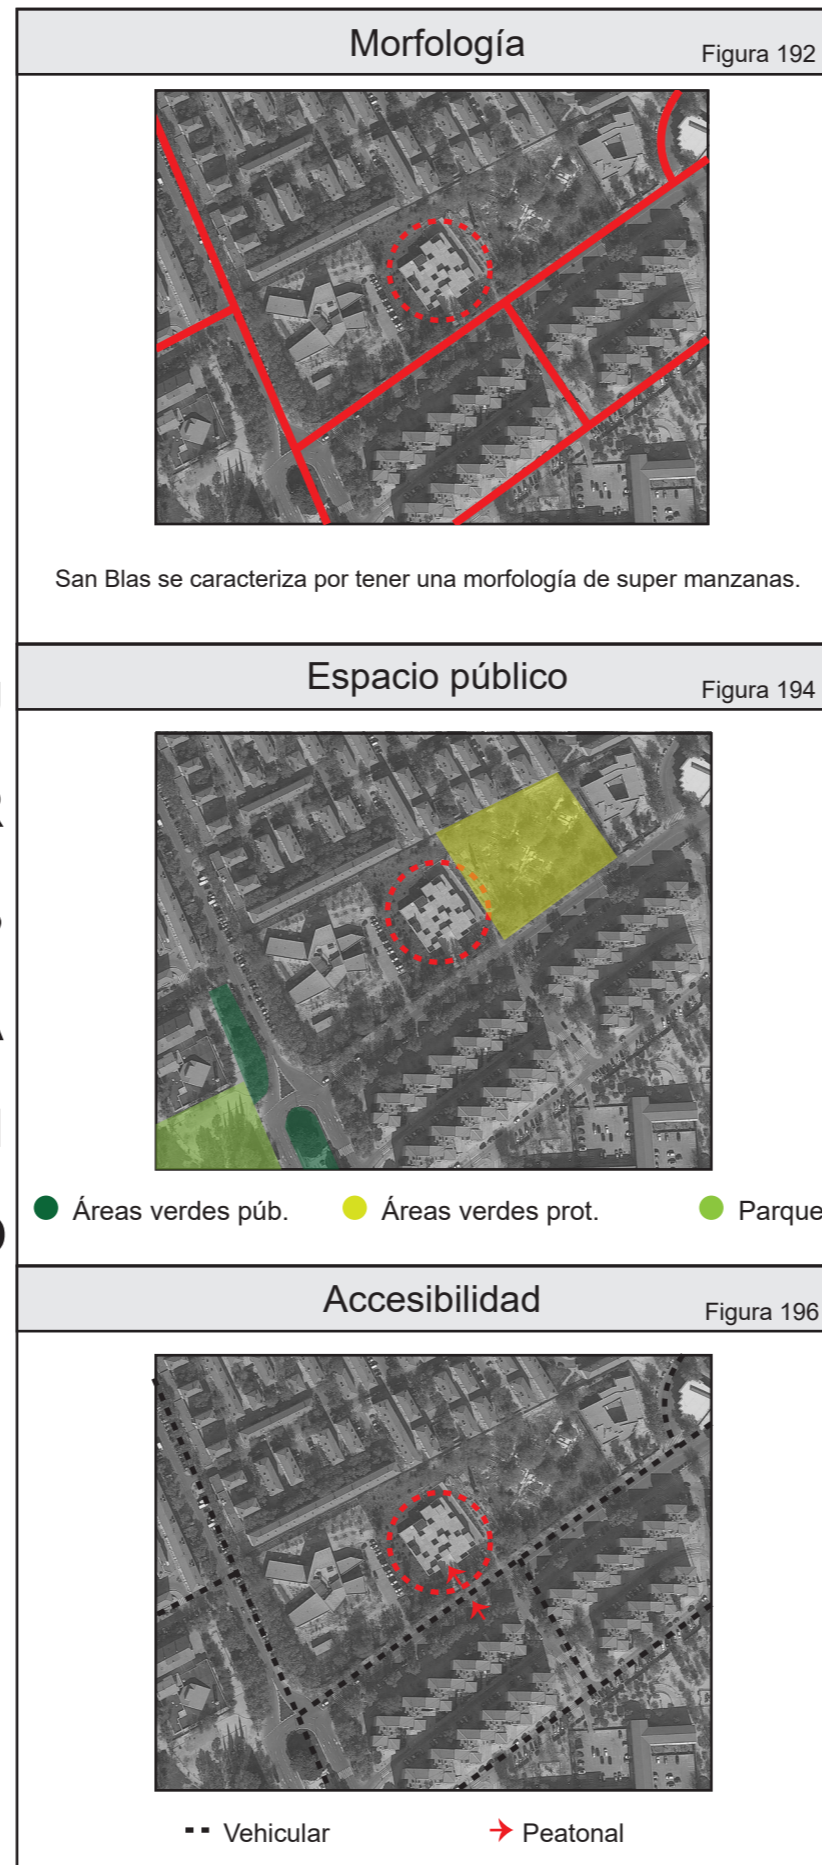 Morfología
Figura 192
San Blas se caracteriza por tener una morfología de super manzanas.
Espacio público
Figura 194
Áreas verdes púb.
Áreas verdes prot.
Parque
Accesibilidad
Figura 196
Vehicular
Peatonal